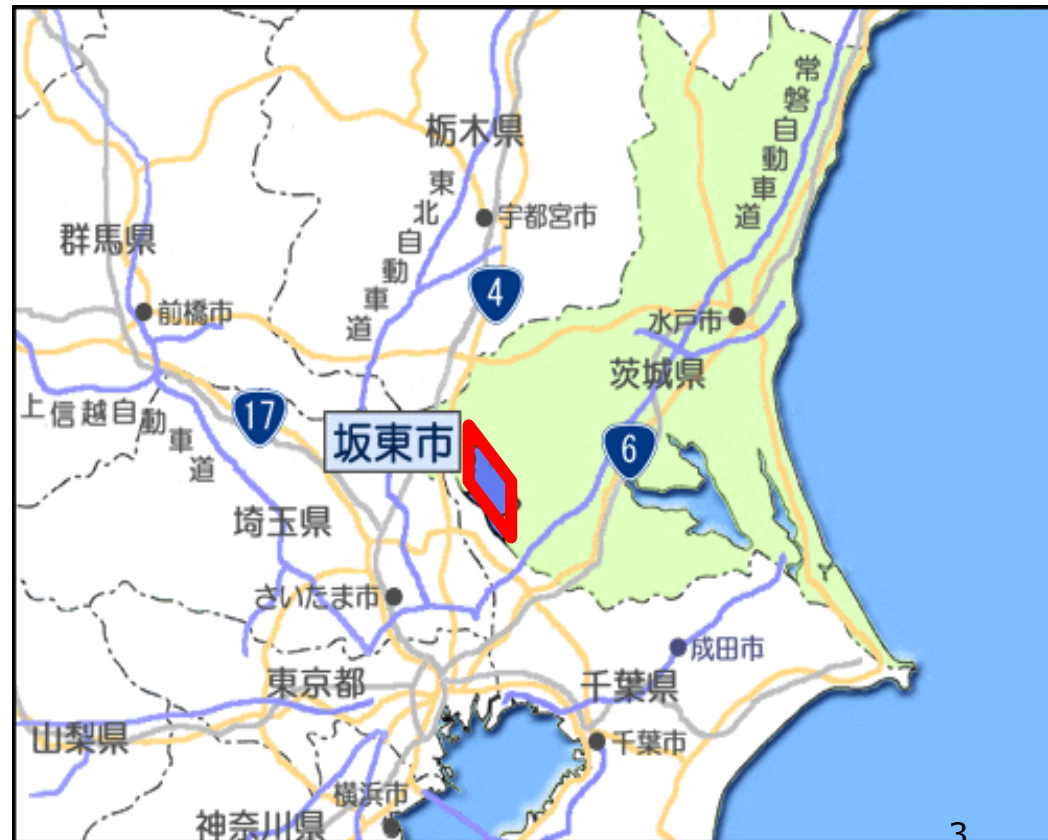 常磐自動車道
栃木県
東北自動車道
宇都宮市
群馬県
4
前橋市
水戸市
茨城県
上信越自動車道
17
坂東市
6
埼玉県
さいたま市
成田市
東京都
千葉県
山梨県
千葉市
横浜市
神奈川県
3